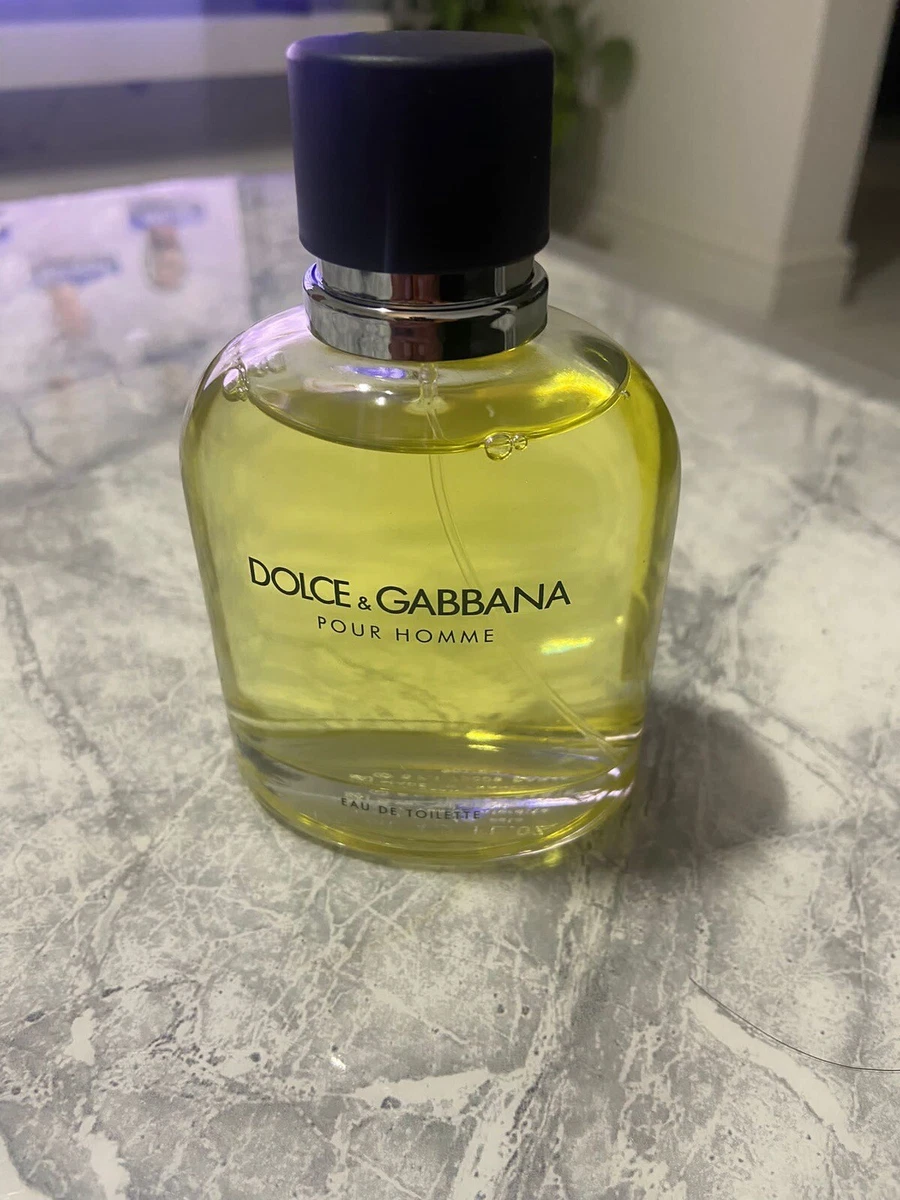 DOLCE & GABBANA
POUR HOMME
EAU DE TOILETTE